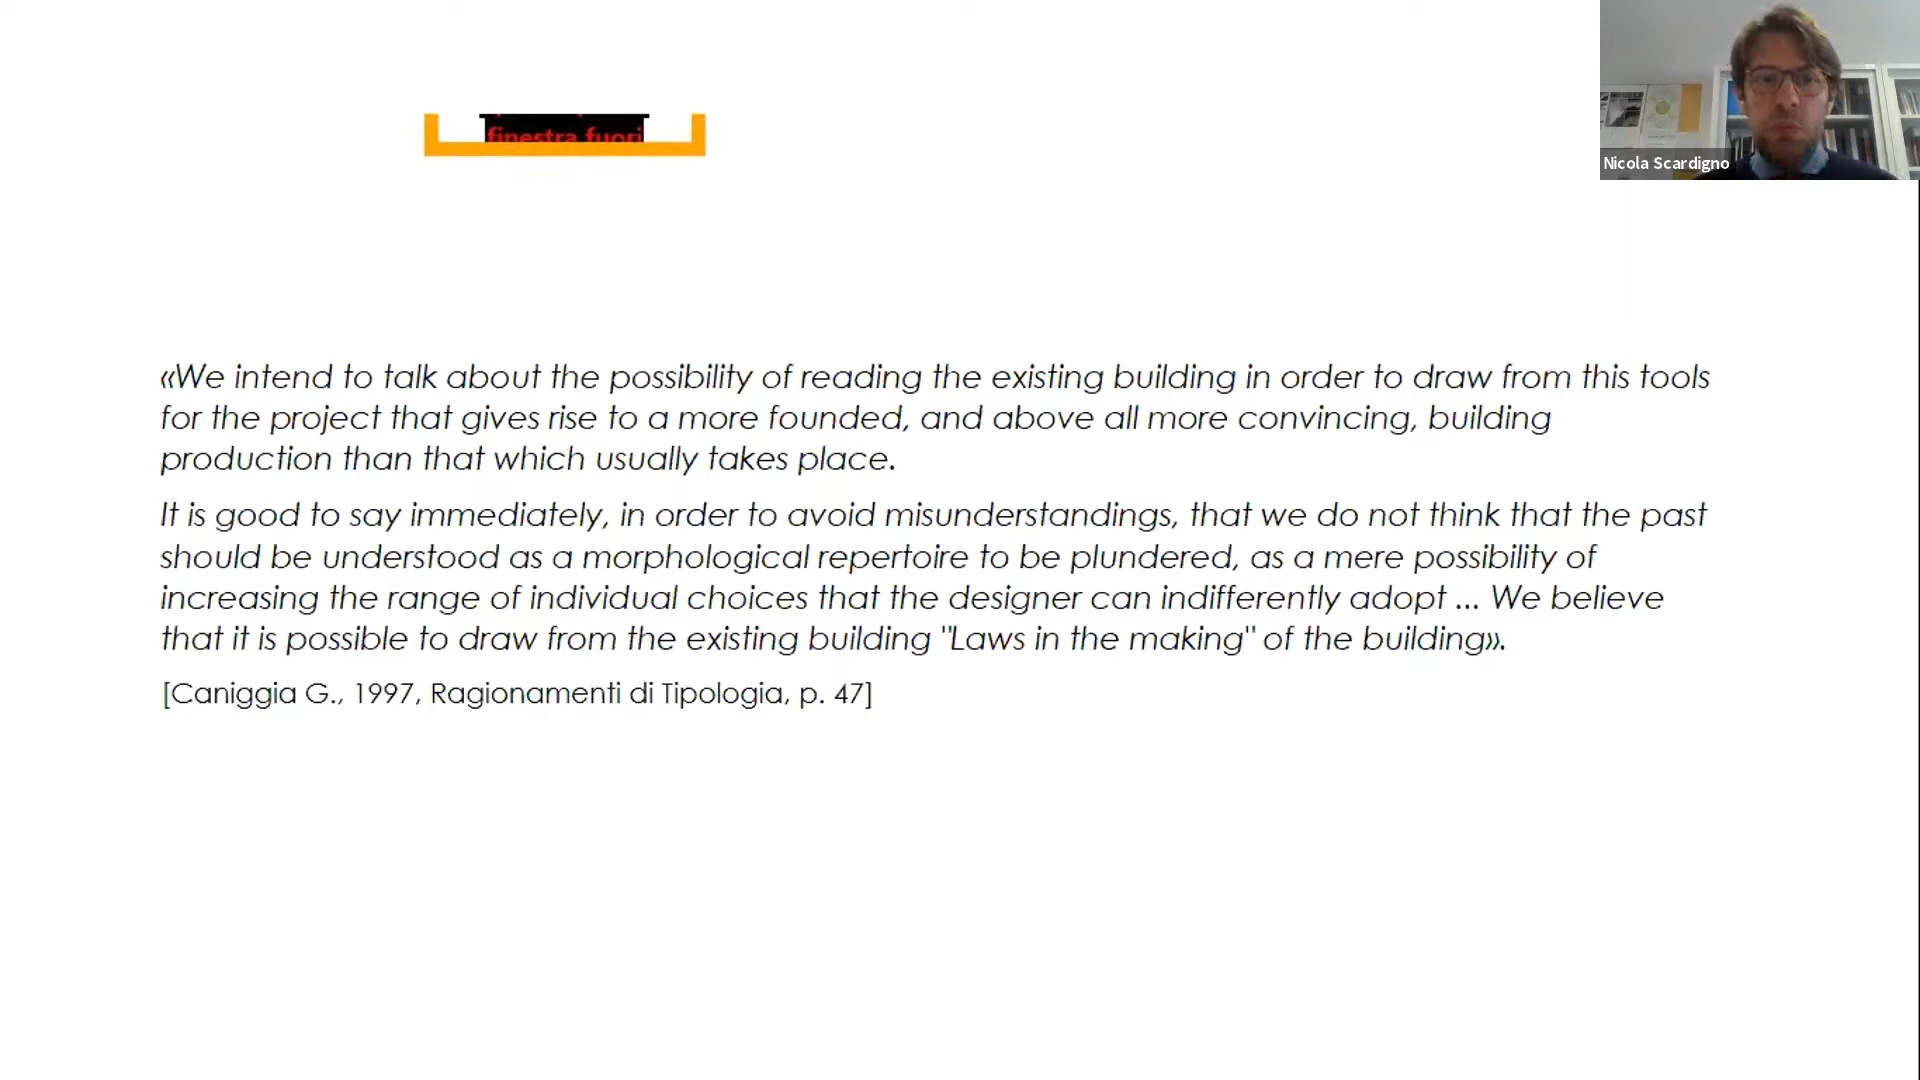 finestra fuori
Nicola Scardigno
«We intend to talk about the possibility of reading the existing building in order to draw from this tools
for the project that gives rise to a more founded, and above all more convincing, building
production than that which usually takes place.
It is good to say immediately, in order to avoid misunderstandings, that we do not think that the past
should be understood as a morphological repertoire to be plundered, as a mere possibility of
increasing the range of individual choices that the designer can indifferently adopt ... We believe
that it is possible to draw from the existing building "Laws in the making" of the building».
[Caniggia G., 1997, Ragionamenti di Tipologia, p. 47]